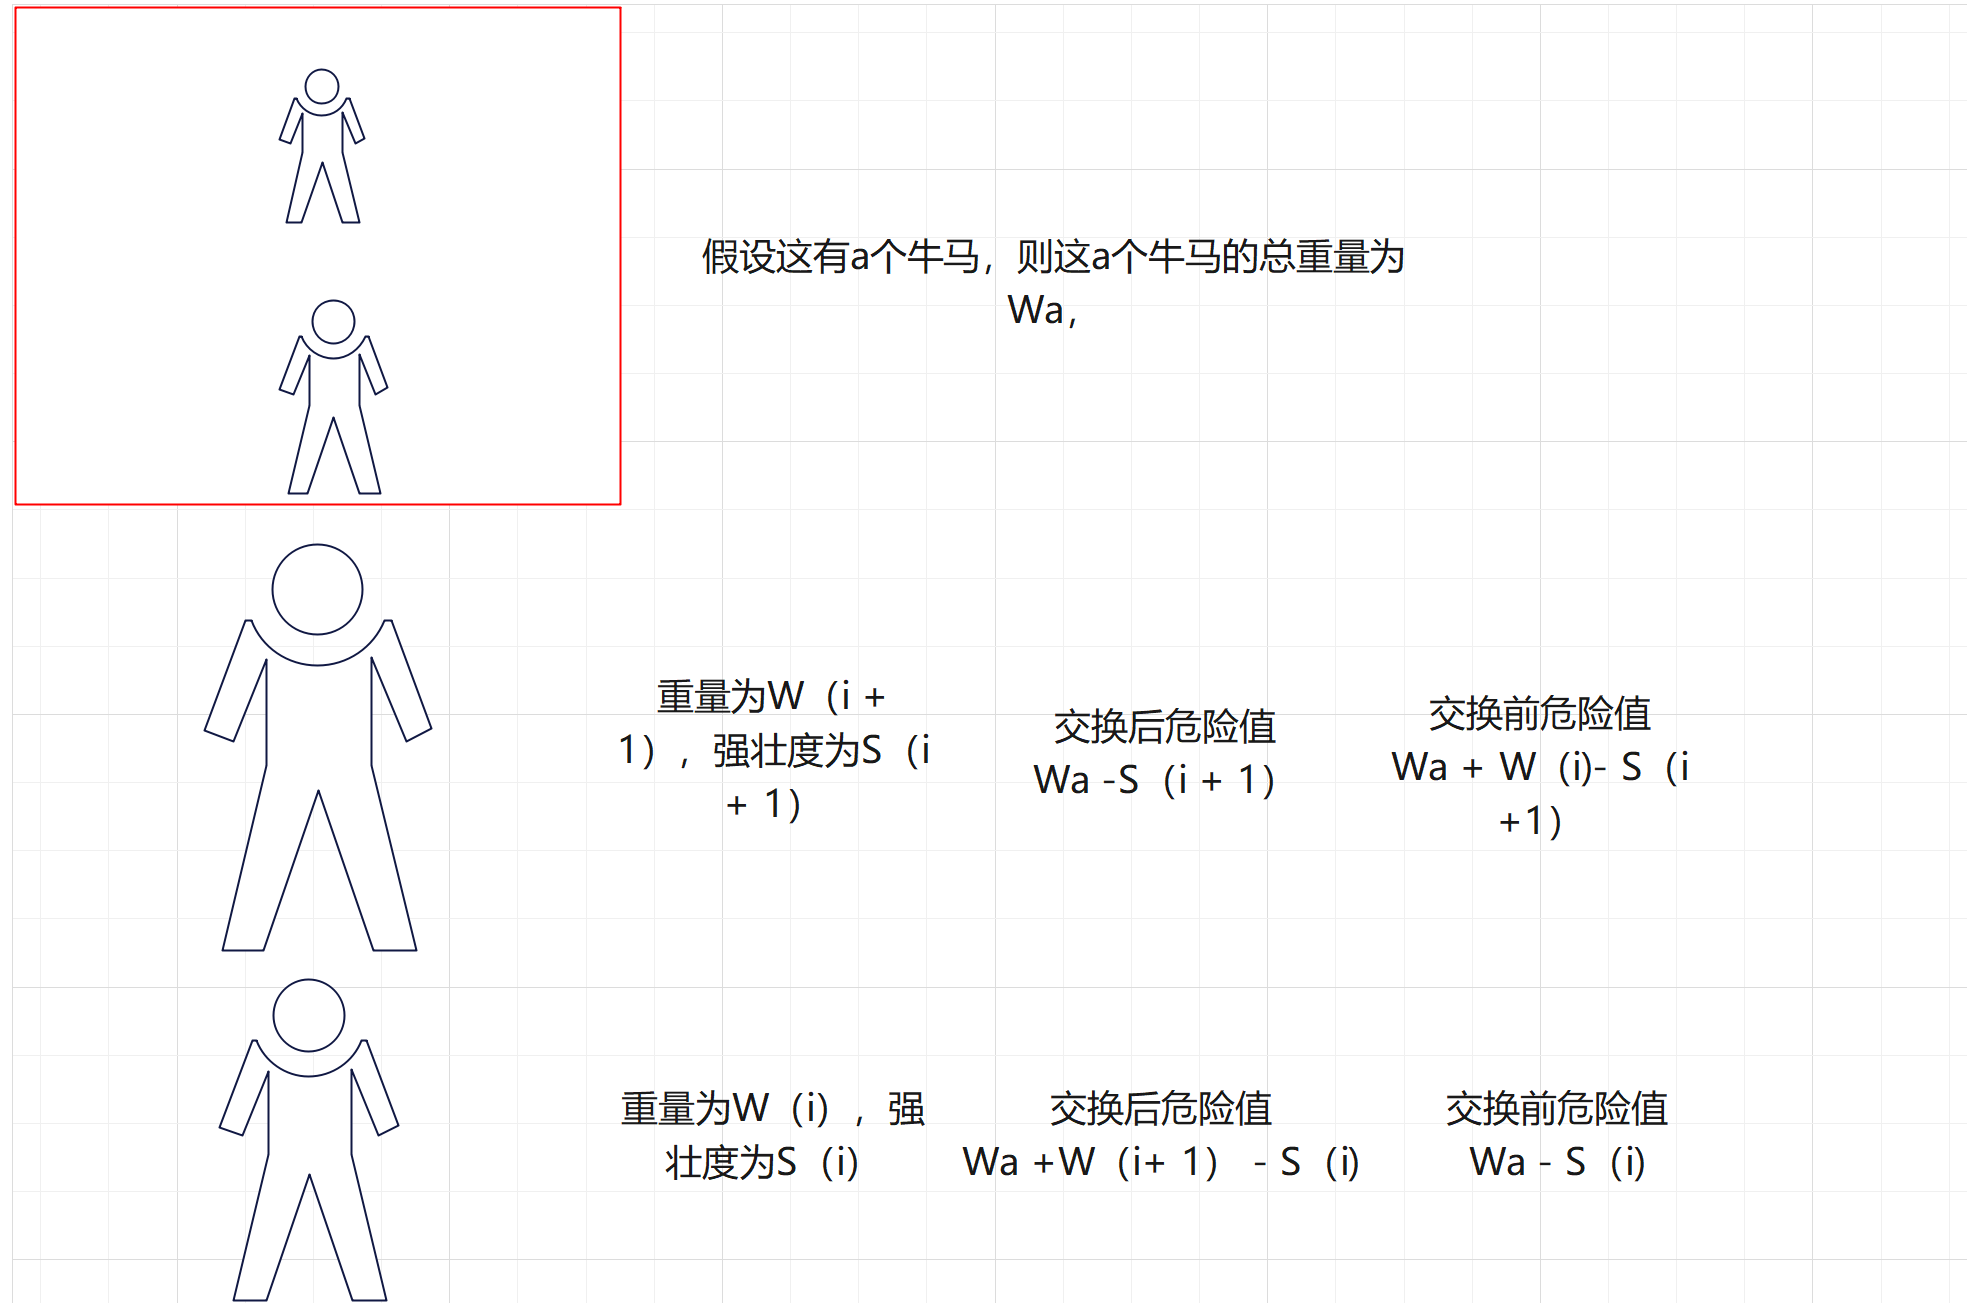 假设这有a个牛马，则这a个牛马的总重量为
Wa，
重量为W（i +
1），强壮度为S（i
+ 1）
交换后危险值
Wa -S（i + 1）
交换前危险值
Wa + W（i)- S（i
+1）
重量为W（i），强
壮度为S（i）
交换后危险值
Wa +W（i+ 1） - S（i）
交换前危险值
Wa - S（i）